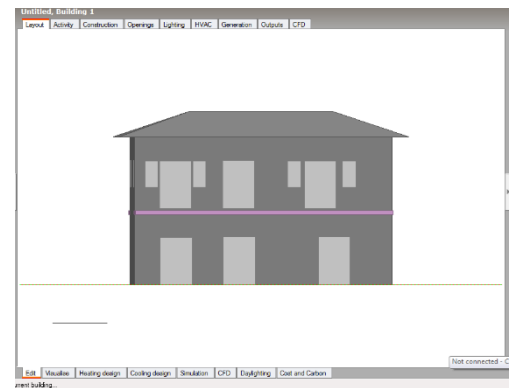 Untitled, Building 1
Layout Activity Construction Openings Lighting HVAC Generation Outputs CFD
Not connected - C
Edit Visualise Heating design Cooling design Simulation CFD Daylighting Cost and Carbon
urrent building...